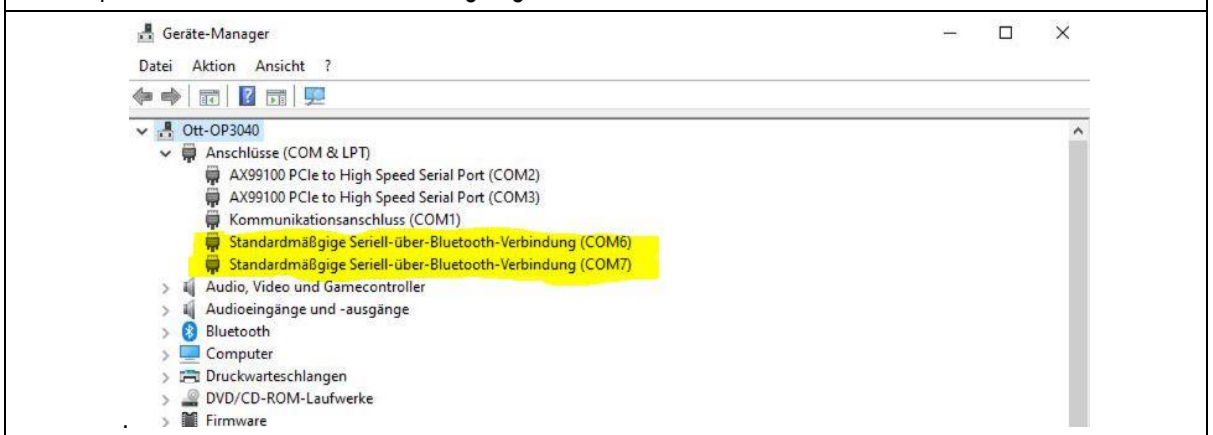 Geräte-Manager
Datei Aktion Ansicht ?
Ott-OP3040
Anschlüsse (COM & LPT)
AX99100 PCIe to High Speed Serial Port (COM2)
AX99100 PCIe to High Speed Serial Port (COM3)
Kommunikationsanschluss (COM1)
Standardmäßgige Seriell-über-Bluetooth-Verbindung (COM6)
Standardmäßgige Seriell-über-Bluetooth-Verbindung (COM7)
Audio, Video und Gamecontroller
Audioeingänge und -ausgänge
Bluetooth
Computer
Druckwarteschlangen
DVD/CD-ROM-Laufwerke
Firmware